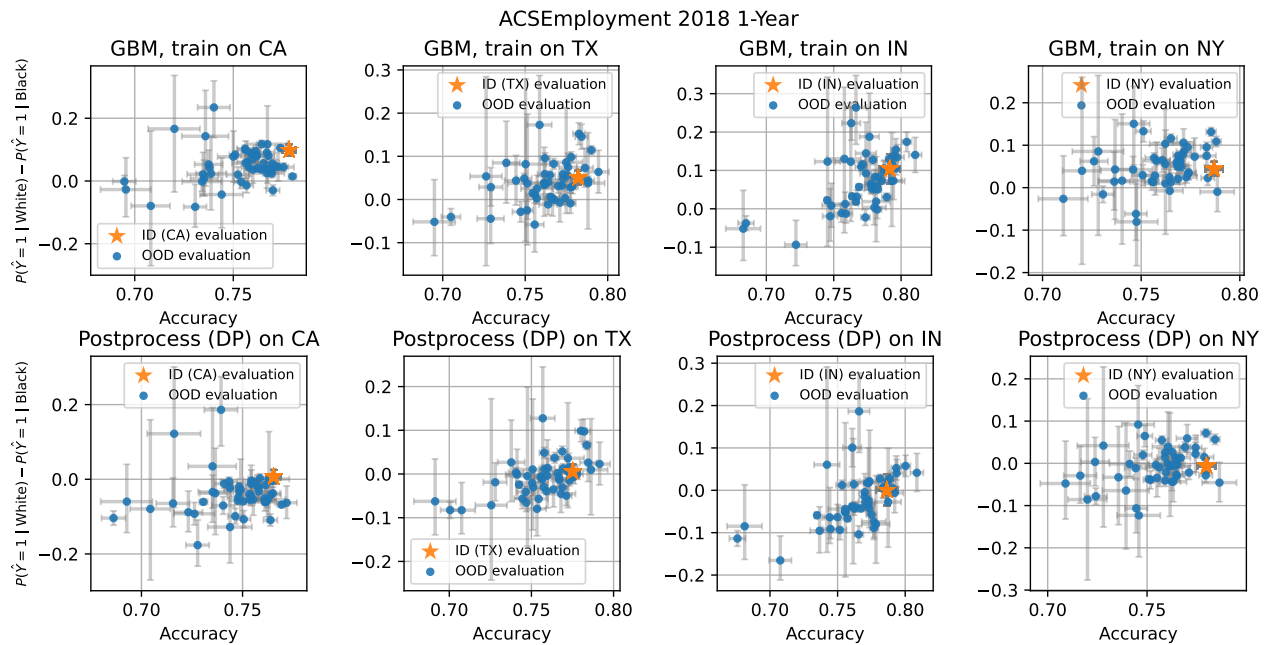 ACSEmployment 2018 1-Year
GBM, train on CA
GBM, train on TX
GBM, train on IN
GBM, train on NY
P(Ŷ = 1 | White) − P(Ŷ = 1 | Black)
0.2
0.0
−0.2
ID (CA) evaluation
OOD evaluation
0.70
0.75
Accuracy
0.3
0.2
0.1
0.0
−0.1
ID (TX) evaluation
OOD evaluation
0.70
0.75
0.80
Accuracy
0.3
0.2
0.1
0.0
−0.1
ID (IN) evaluation
OOD evaluation
0.70
0.75
0.80
Accuracy
0.2
0.1
0.0
−0.1
−0.2
ID (NY) evaluation
OOD evaluation
0.70
0.75
0.80
Accuracy
Postprocess (DP) on CA
Postprocess (DP) on TX
Postprocess (DP) on IN
Postprocess (DP) on NY
P(Ŷ = 1 | White) − P(Ŷ = 1 | Black)
0.2
0.0
−0.2
ID (CA) evaluation
OOD evaluation
0.70
0.75
Accuracy
0.2
0.1
0.0
−0.1
−0.2
ID (TX) evaluation
OOD evaluation
0.70
0.75
0.80
Accuracy
0.3
0.2
0.1
0.0
−0.1
−0.2
ID (IN) evaluation
OOD evaluation
0.70
0.75
0.80
Accuracy
0.2
0.1
0.0
−0.1
−0.2
−0.3
ID (NY) evaluation
OOD evaluation
0.70
0.75
Accuracy